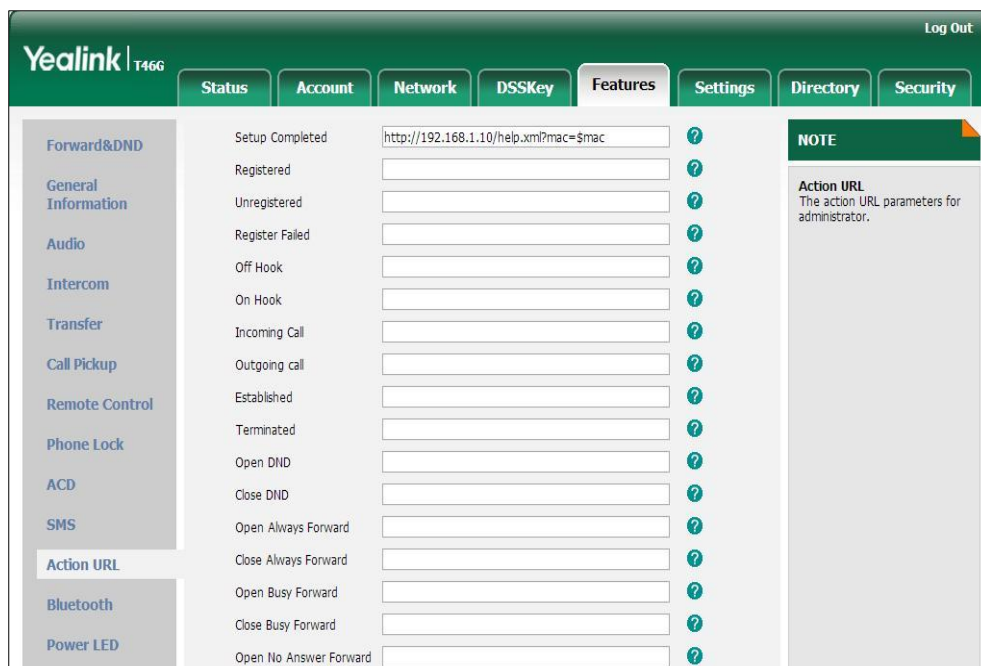 Log Out
Yealink | T46G
Status Account Network DSSKey Features Settings Directory Security
Forward&DND
General
Information
Audio
Intercom
Transfer
Call Pickup
Remote Control
Phone Lock
ACD
SMS
Action URL
Bluetooth
Power LED
Setup Completed http://192.168.1.10/help.xml?mac=$mac ?
Registered ?
Unregistered ?
Register Failed ?
Off Hook ?
On Hook ?
Incoming Call ?
Outgoing call ?
Established ?
Terminated ?
Open DND ?
Close DND ?
Open Always Forward ?
Close Always Forward ?
Open Busy Forward ?
Close Busy Forward ?
Open No Answer Forward ?
NOTE
Action URL
The action URL parameters for
administrator.